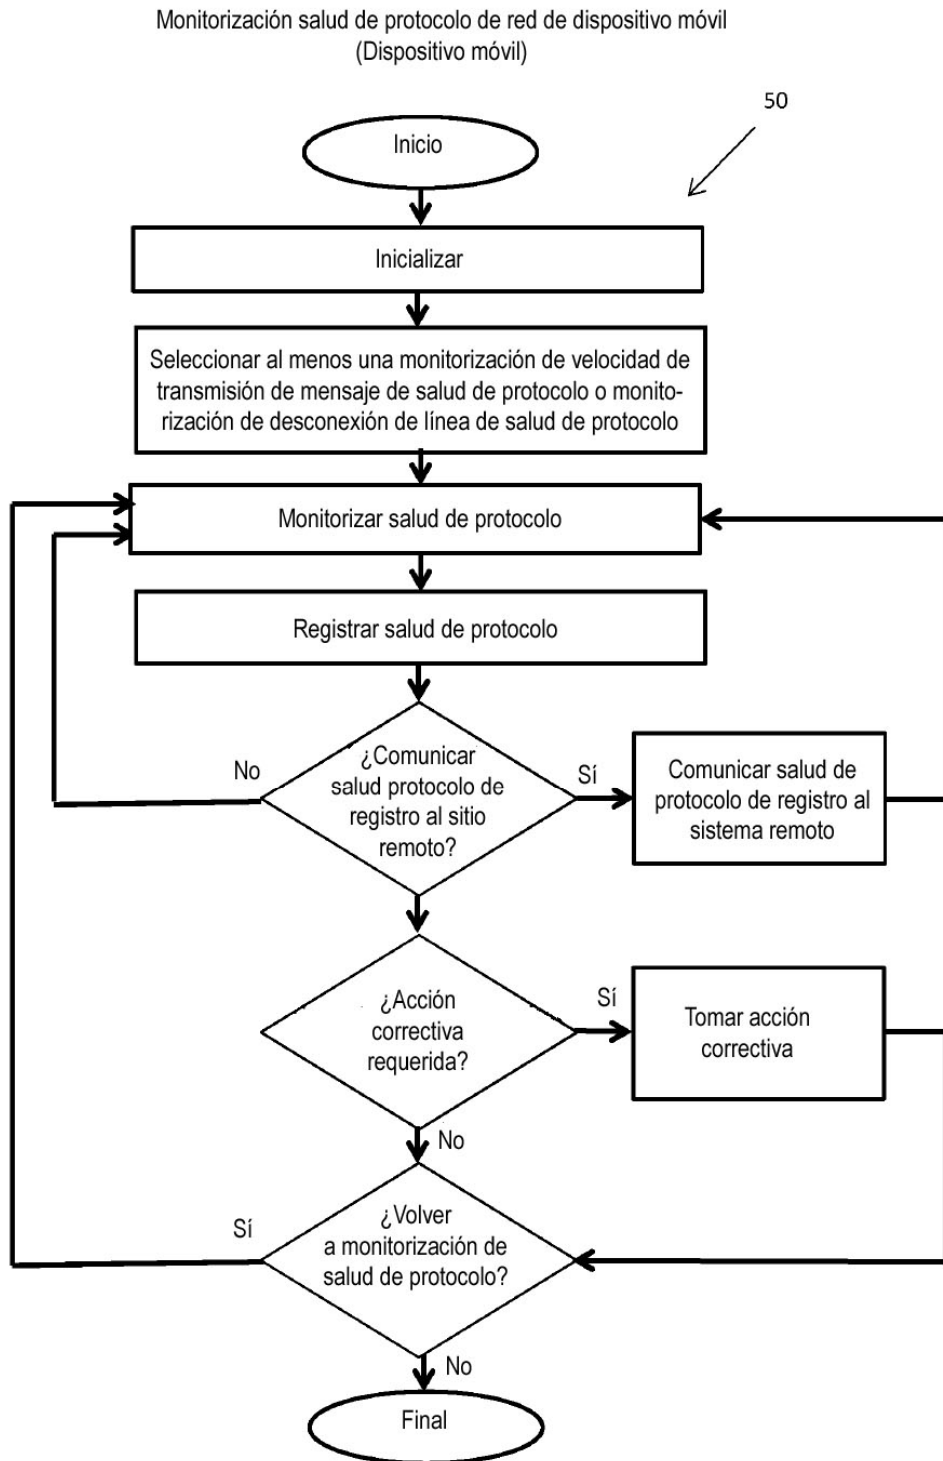 Monitorización salud de protocolo de red de dispositivo móvil
(Dispositivo móvil)
50
Inicio
Inicializar
Seleccionar al menos una monitorización de velocidad de
transmisión de mensaje de salud de protocolo o monito-
rización de desconexión de línea de salud de protocolo
Monitorizar salud de protocolo
Registrar salud de protocolo
¿Comunicar
salud protocolo de
registro al sitio
remoto?
No
Sí
Comunicar salud de
protocolo de registro al
sistema remoto
¿Acción
correctiva
requerida?
Sí
Tomar acción
correctiva
No
¿Volver
a monitorización de
salud de protocolo?
Sí
No
Final